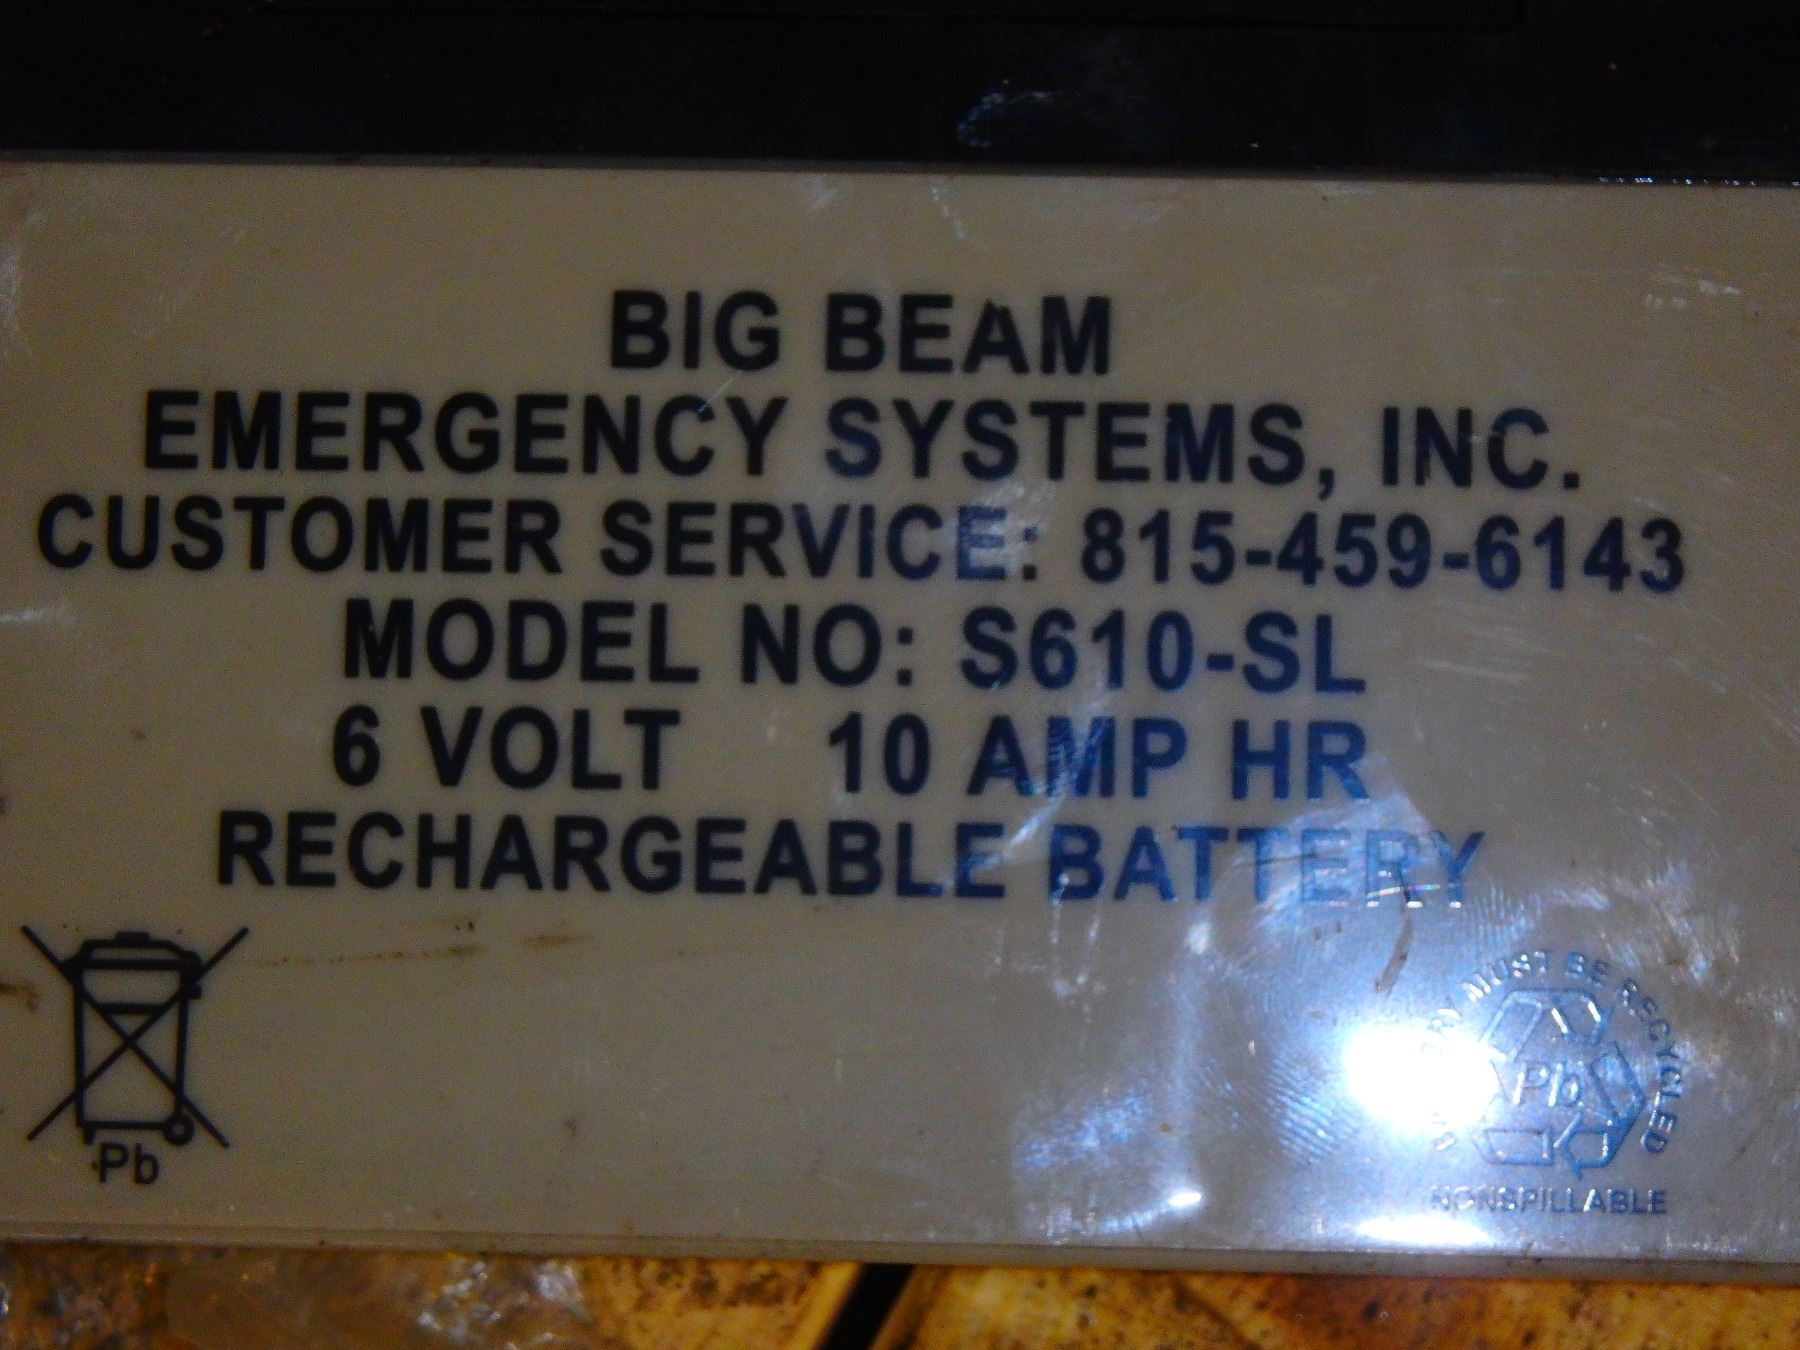 BIG BEAM
EMERGENCY SYSTEMS, INC.
CUSTOMER SERVICE: 815-459-6143
MODEL NO: S610-SL
6 VOLT 10 AMP HR
RECHARGEABLE BATTERY
Pb
MUST BE RECYCLED
Pb
NONSPILLABLE